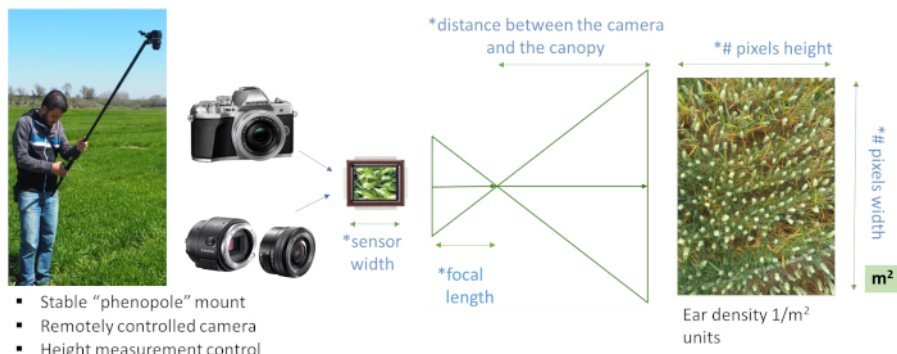 *distance between the camera
and the canopy
*# pixels height
*# pixels width
*sensor
width
*focal
length
m²
Ear density 1/m²
units
▪ Stable “phenopole” mount
▪ Remotely controlled camera
▪ Height measurement control